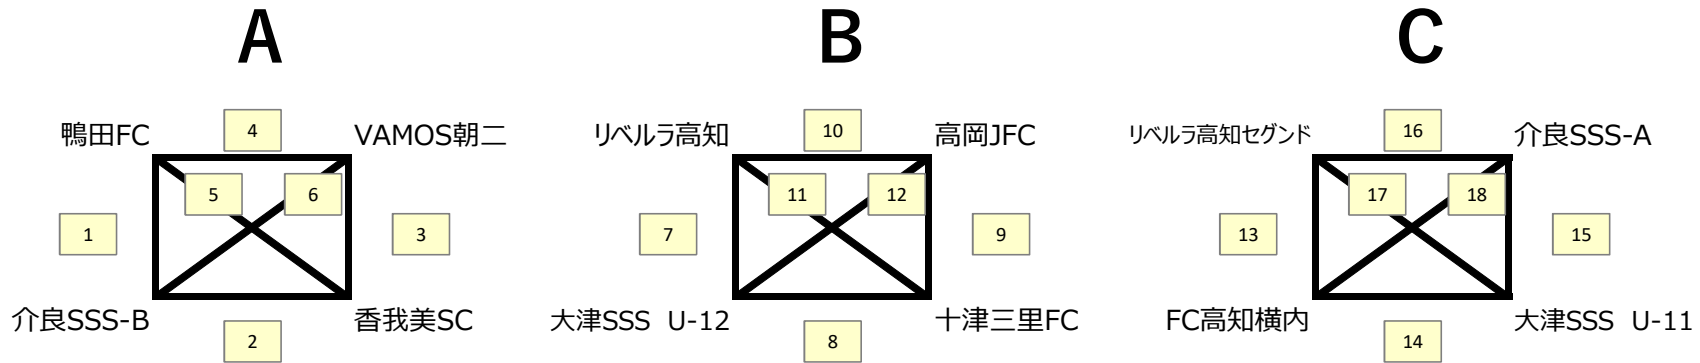 A B C
鴨田FC 4 VAMOS朝二 リベルラ高知 10 高岡JFC リベルラ高知セグンド 16 介良SSS-A
5 6 11 12 17 18
1 3 7 9 13 15
介良SSS-B 2 香我美SC 大津SSS U-12 8 十津三里FC FC高知横内 14 大津SSS U-11